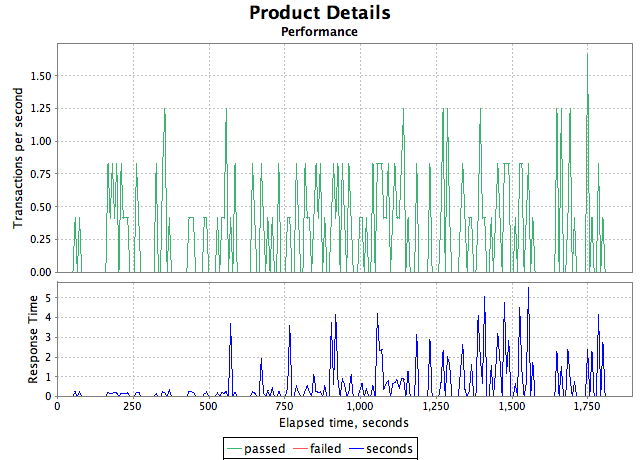 Product Details
Performance
Transactions per second
1.50
1.25
1.00
0.75
0.50
0.25
0.00
Response Time
5
4
3
2
1
0
0 250 500 750 1,000 1,250 1,500 1,750
Elapsed time, seconds
passed failed seconds